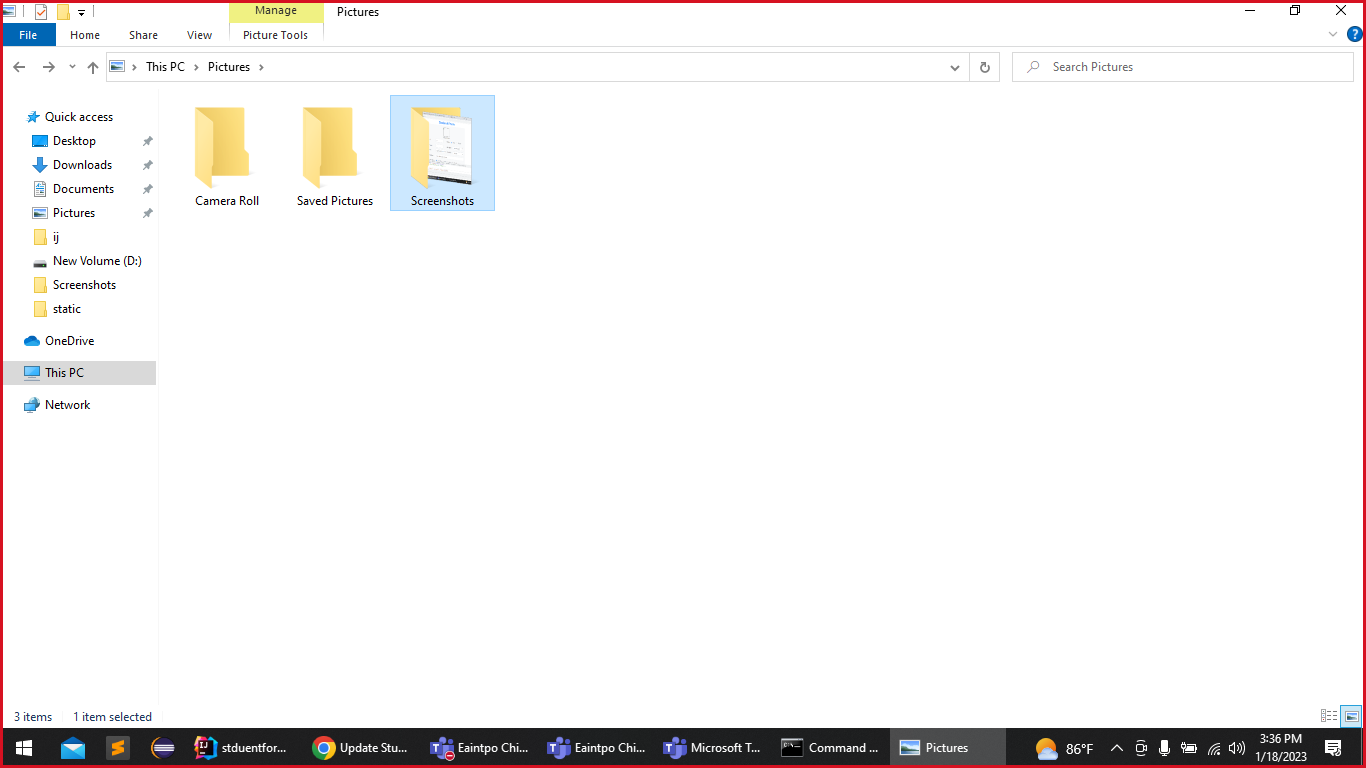 Manage
Pictures
File
Home
Share
View
Picture Tools
?
This PC
Pictures
Search Pictures
Quick access
Desktop
Downloads
Documents
Pictures
ij
New Volume (D:)
Screenshots
static
OneDrive
This PC
Network
Camera Roll
Saved Pictures
Screenshots
3 items
1 item selected
stduentfor...
Update Stu...
Eaintpo Chi...
Eaintpo Chi...
Microsoft T...
Command ...
Pictures
86°F
3:36 PM
1/18/2023